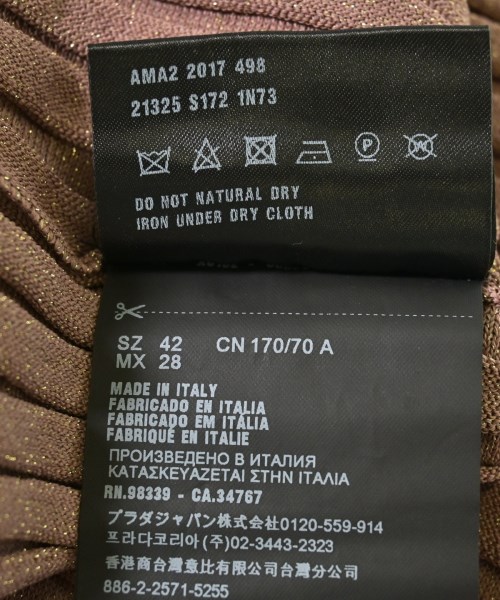 AMA2 2017 498
21325 S172 1N73
DO NOT NATURAL DRY
IRON UNDER DRY CLOTH
SZ 42 CN 170/70 A
MX 28
MADE IN ITALY
FABRICADO EN ITALIA
FABRICADO EM ITÁLIA
FABRIQUÉ EN ITALIE
ПРОИЗВЕДЕНО В ИТАЛИЯ
ΚΑΤΑΣΚΕΥΑΖΕΤΑΙ ΣΤΗΝ ΙΤΑΛΙΑ
RN.98339 - CA.34767
プラダジャパン株式会社0120-559-914
프라다코리아(주)02-3443-2323
香港商台灣意比有限公司台灣分公司
886-2-2571-5255